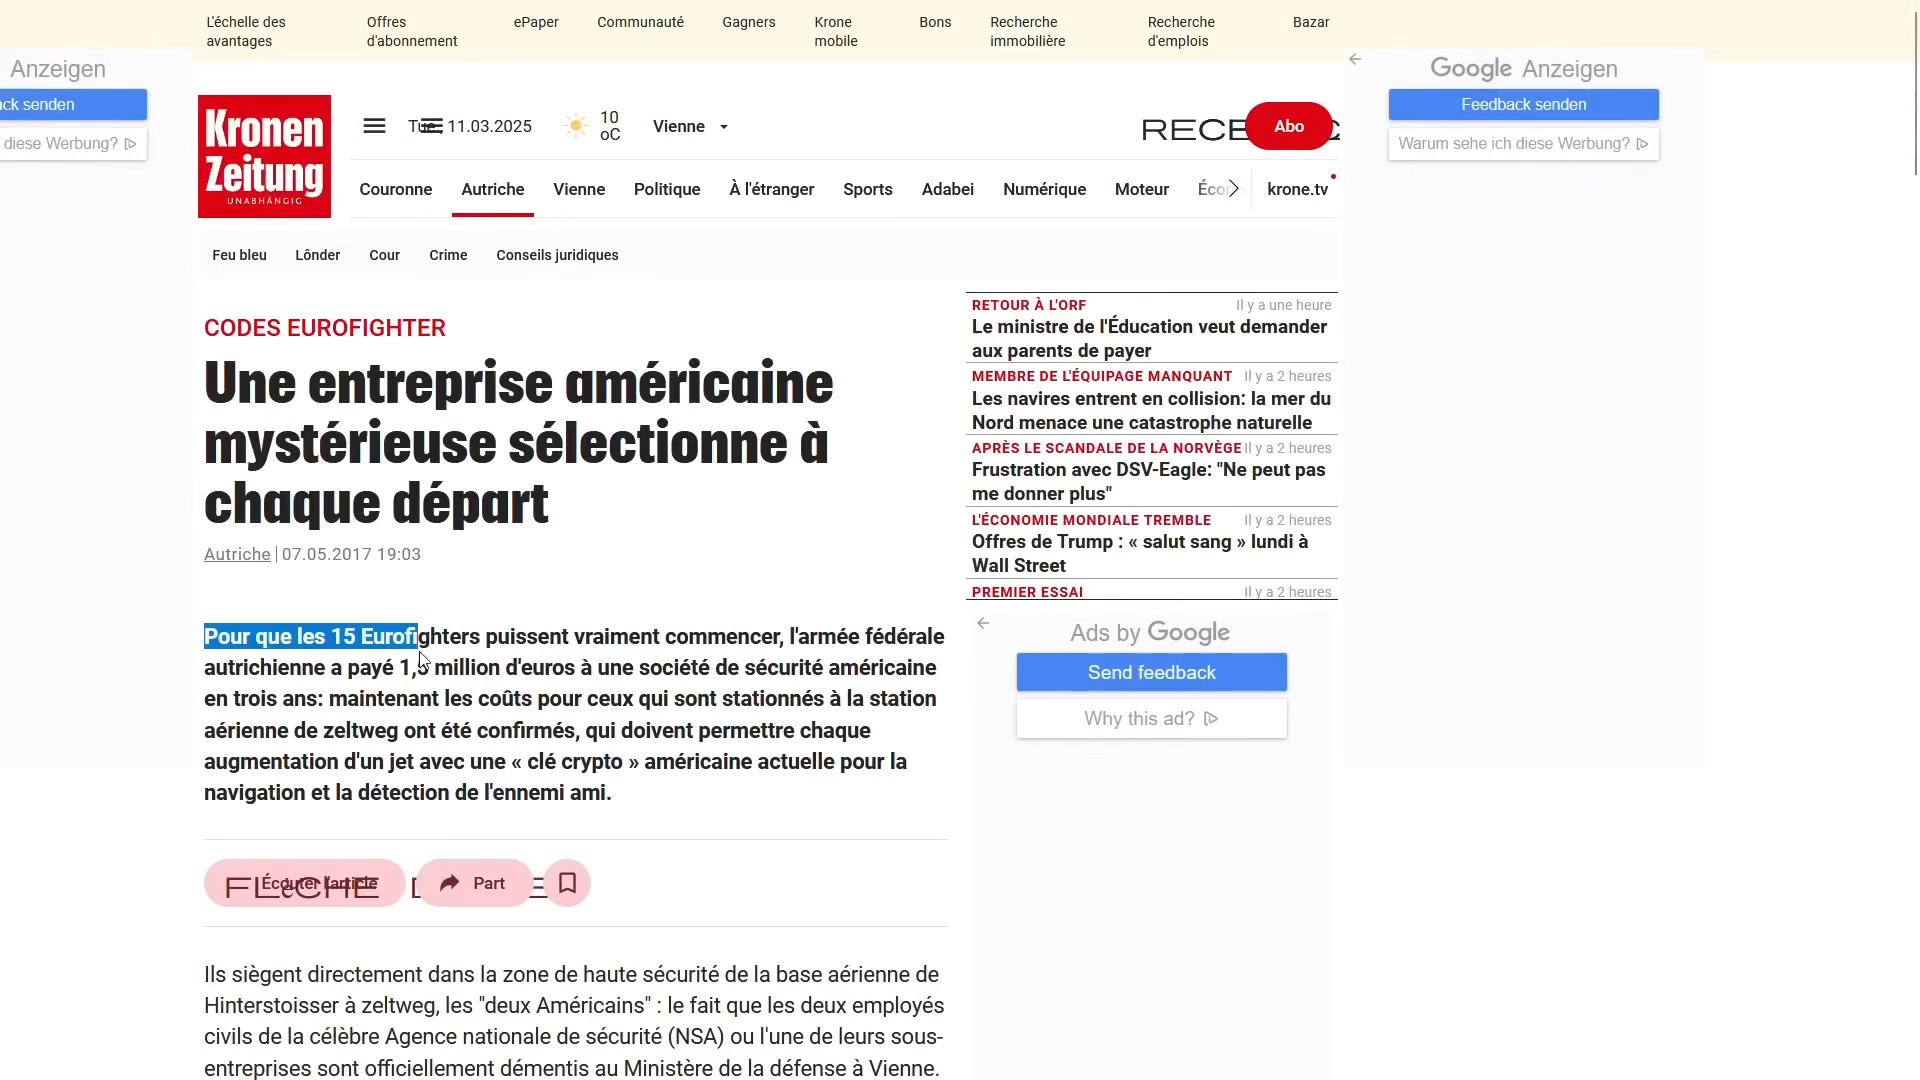 L'échelle des avantages
Offres d'abonnement
ePaper
Communauté
Gagners
Krone mobile
Bons
Recherche immobilière
Recherche d'emplois
Bazar
Anzeigen
ck senden
diese Werbung?
Google Anzeigen
Feedback senden
Warum sehe ich diese Werbung?
Kronen
Zeitung
UNABHÄNGIG
Tue, 11.03.2025
10
oC
Vienne
Abo
Couronne
Autriche
Vienne
Politique
À l'étranger
Sports
Adabei
Numérique
Moteur
krone.tv
Feu bleu
Lônder
Cour
Crime
Conseils juridiques
CODES EUROFIGHTER
Une entreprise américaine
mystérieuse sélectionne à
chaque départ
Autriche | 07.05.2017 19:03
Pour que les 15 Eurofighters puissent vraiment commencer, l'armée fédérale
autrichienne a payé million d'euros à une société de sécurité américaine
en trois ans: maintenant les coûts pour ceux qui sont stationnés à la station
aérienne de zeltweg ont été confirmés, qui doivent permettre chaque
augmentation d'un jet avec une « clé crypto » américaine actuelle pour la
navigation et la détection de l'ennemi ami.
Écouter l'article
Part
Ils siègent directement dans la zone de haute sécurité de la base aérienne de
Hinterstoisser à zeltweg, les "deux Américains" : le fait que les deux employés
civils de la célèbre Agence nationale de sécurité (NSA) ou l'une de leurs sous-
entreprises sont officiellement démentis au Ministère de la défense à Vienne.
RETOUR À L'ORF
Il y a une heure
Le ministre de l'Éducation veut demander
aux parents de payer
MEMBRE DE L'ÉQUIPAGE MANQUANT
Il y a 2 heures
Les navires entrent en collision: la mer du
Nord menace une catastrophe naturelle
APRÈS LE SCANDALE DE LA NORVÈGE
Il y a 2 heures
Frustration avec DSV-Eagle: "Ne peut pas
me donner plus"
L'ÉCONOMIE MONDIALE TREMBLE
Il y a 2 heures
Offres de Trump : « salut sang » lundi à
Wall Street
PREMIER ESSAI
Il y a 2 heures
Ads by Google
Send feedback
Why this ad?